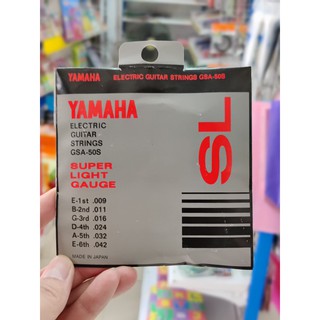 YAMAHA ELECTRIC GUITAR STRINGS GSA-50S
YAMAHA
ELECTRIC
GUITAR
STRINGS
GSA-50S
SUPER
LIGHT
GAUGE
E-1st .009
B-2nd .011
G-3rd .016
D-4th .024
A-5th .032
E-6th .042
MADE IN JAPAN
SL